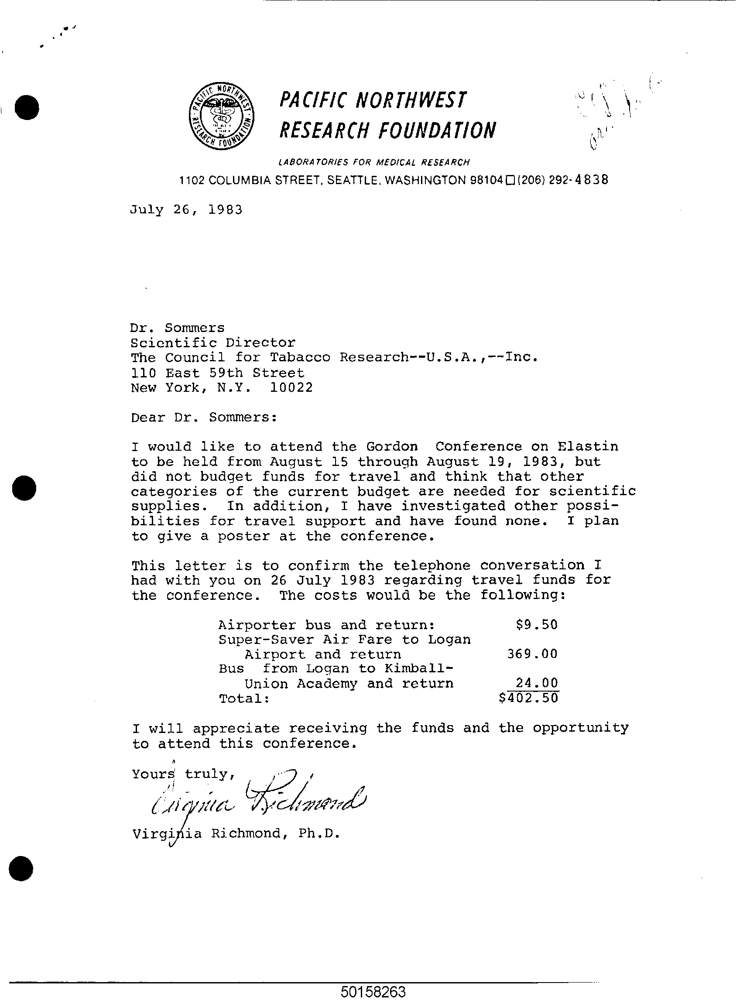 PACIFIC NORTHWEST
RESEARCH FOUNDATION
PACIFIC NORTHWEST
RESEARCH FOUNDATION
LABORATORIES FOR MEDICAL RESEARCH
1102 COLUMBIA STREET, SEATTLE, WASHINGTON 98104 □ (206) 292-4838
July 26, 1983
Dr. Sommers
Scientific Director
The Council for Tabacco Research--U.S.A.,--Inc.
110 East 59th Street
New York, N.Y.  10022
Dear Dr. Sommers:
I would like to attend the Gordon  Conference on Elastin
to be held from August 15 through August 19, 1983, but
did not budget funds for travel and think that other
categories of the current budget are needed for scientific
supplies.  In addition, I have investigated other possi-
bilities for travel support and have found none.  I plan
to give a poster at the conference.
This letter is to confirm the telephone conversation I
had with you on 26 July 1983 regarding travel funds for
the conference.  The costs would be the following:
Airporter bus and return: $9.50
Super-Saver Air Fare to Logan
Airport and return 369.00
Bus  from Logan to Kimball-
Union Academy and return 24.00
Total: $402.50
I will appreciate receiving the funds and the opportunity
to attend this conference.
Yours truly,
Virginia Richmond
Virginia Richmond, Ph.D.
50158263